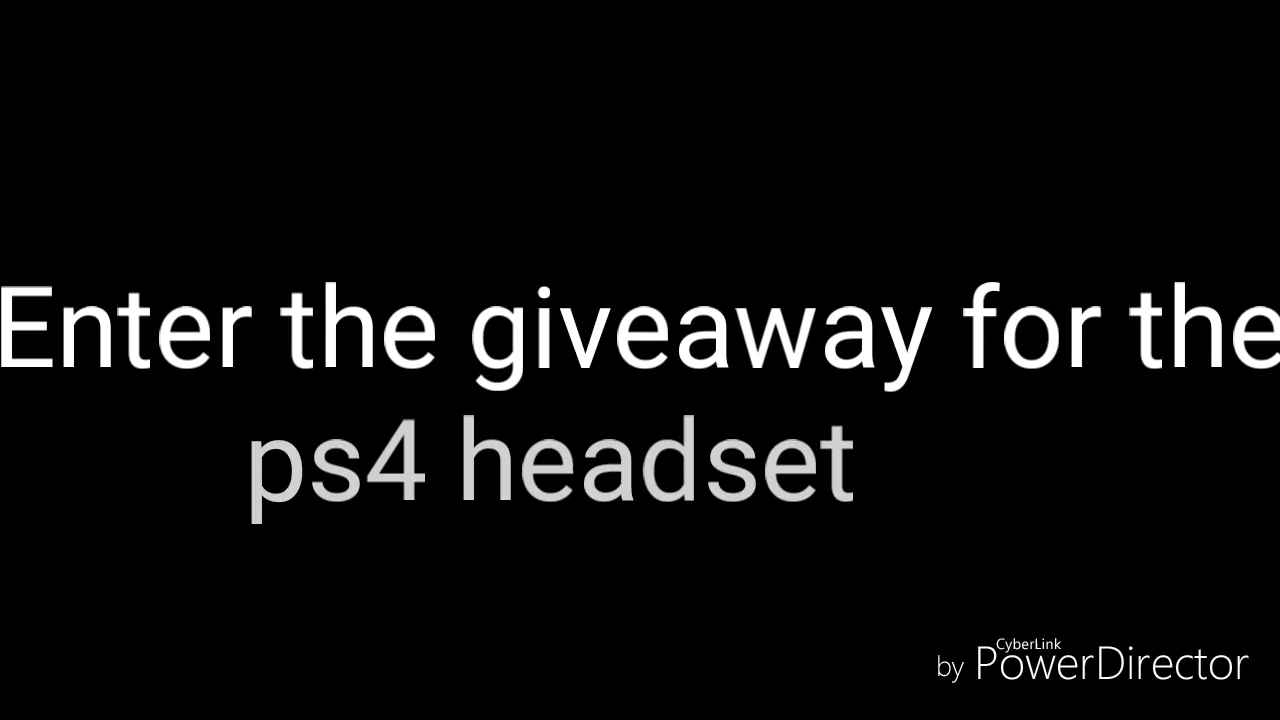 Enter the giveaway for the
ps4 headset
CyberLink
by PowerDirector